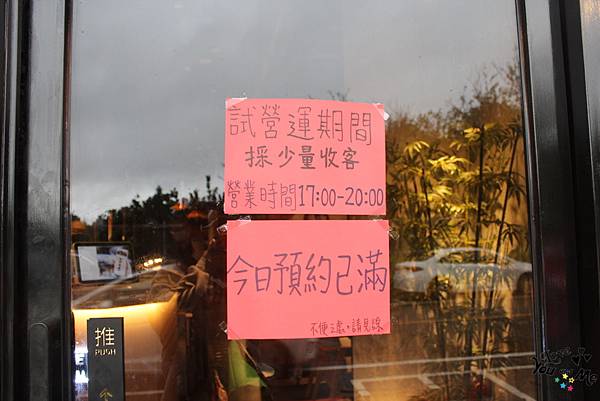 試營運期間
採少量收客
營業時間17:00-20:00
今日預約已滿
不便之處。請見諒
推
PUSH